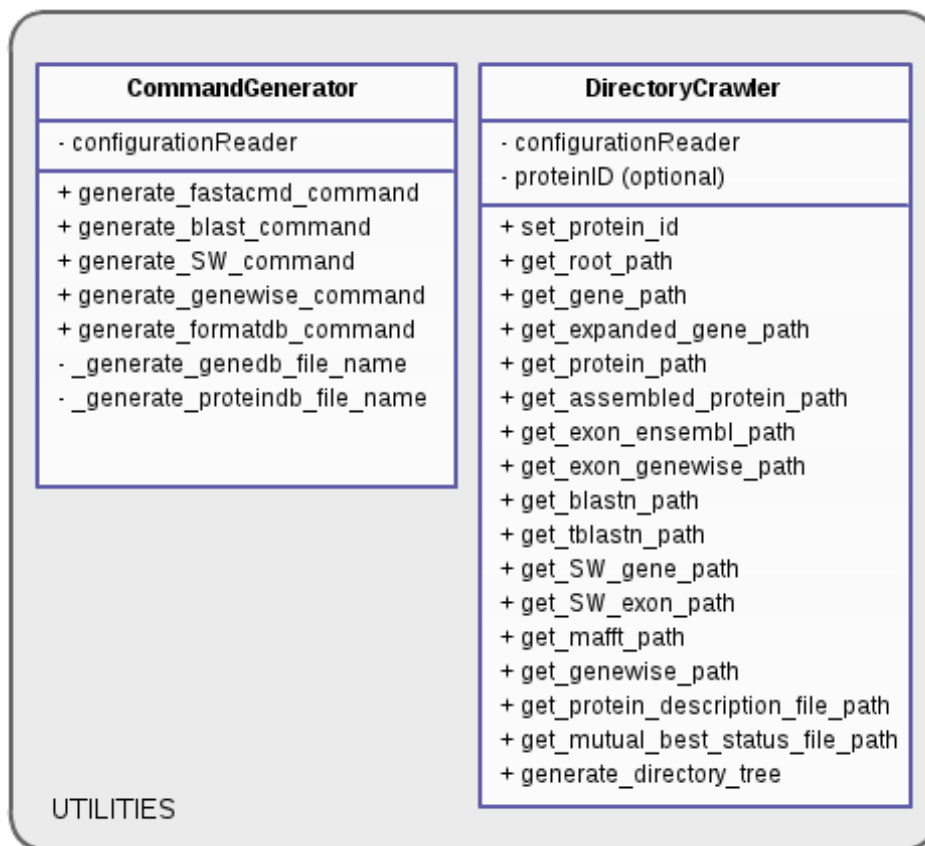 CommandGenerator
- configurationReader
+ generate_fastacmd_command
+ generate_blast_command
+ generate_SW_command
+ generate_genewise_command
+ generate_formatdb_command
- _generate_genedb_file_name
- _generate_proteindb_file_name
DirectoryCrawler
- configurationReader
- proteinID (optional)
+ set_protein_id
+ get_root_path
+ get_gene_path
+ get_expanded_gene_path
+ get_protein_path
+ get_assembled_protein_path
+ get_exon_ensembl_path
+ get_exon_genewise_path
+ get_blastn_path
+ get_tblastn_path
+ get_SW_gene_path
+ get_SW_exon_path
+ get_mafft_path
+ get_genewise_path
+ get_protein_description_file_path
+ get_mutual_best_status_file_path
+ generate_directory_tree
UTILITIES